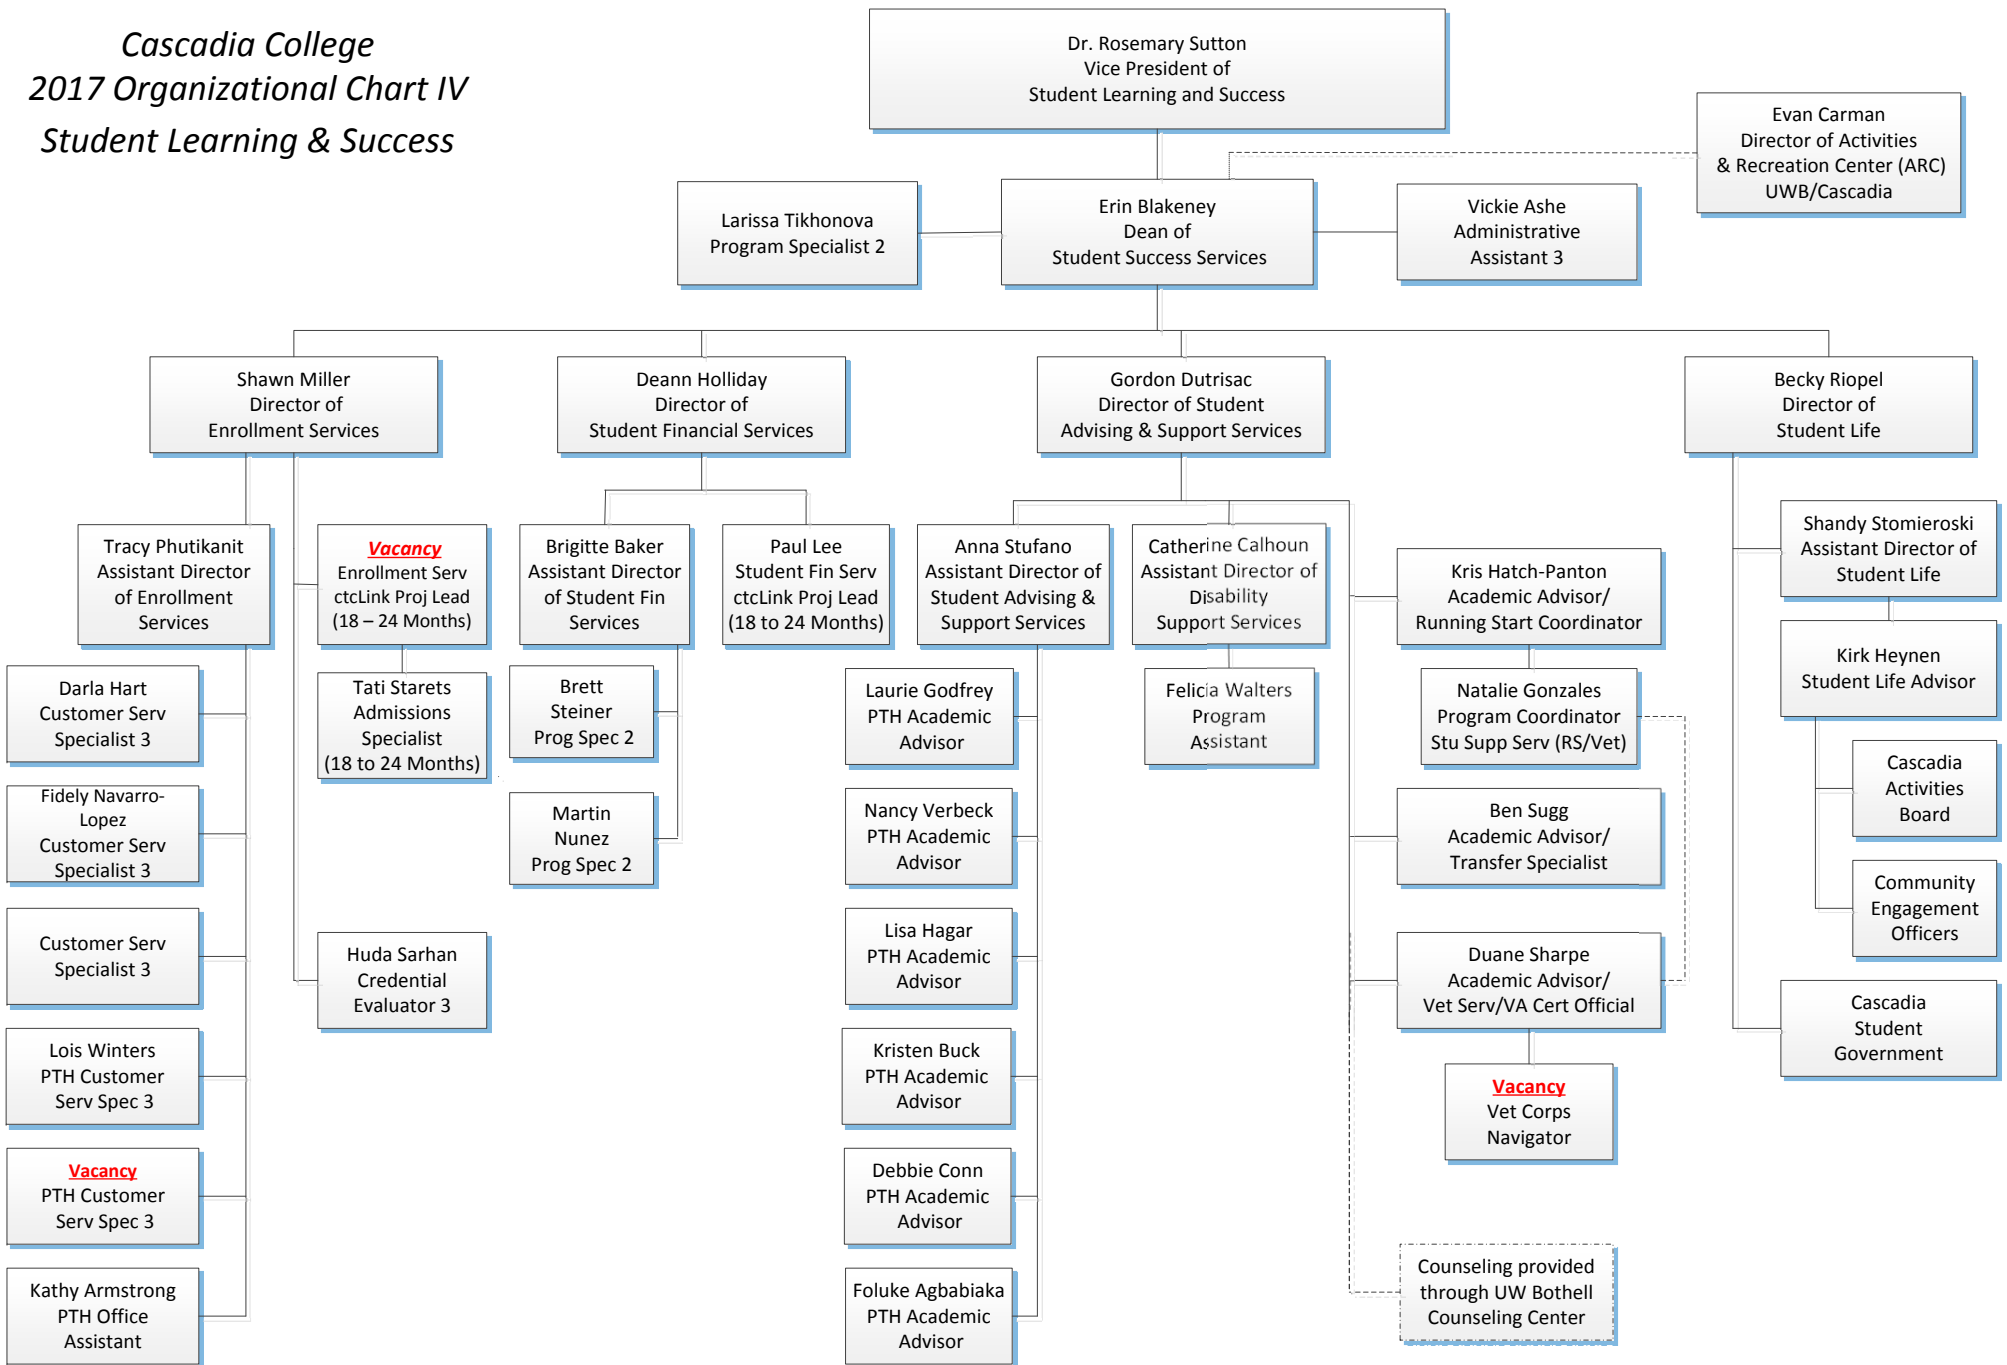 Cascadia College
2017 Organizational Chart IV
Student Learning & Success
Dr. Rosemary Sutton
Vice President of
Student Learning and Success
Evan Carman
Director of Activities
& Recreation Center (ARC)
UWB/Cascadia
Larissa Tikhonova
Program Specialist 2
Erin Blakeney
Dean of
Student Success Services
Vickie Ashe
Administrative
Assistant 3
Shawn Miller
Director of
Enrollment Services
Deann Holliday
Director of
Student Financial Services
Gordon Dutrisac
Director of Student
Advising & Support Services
Becky Riopel
Director of
Student Life
Tracy Phutikanit
Assistant Director
of Enrollment
Services
Vacancy
Enrollment Serv
ctcLink Proj Lead
(18 – 24 Months)
Brigitte Baker
Assistant Director
of Student Fin
Services
Paul Lee
Student Fin Serv
ctcLink Proj Lead
(18 to 24 Months)
Anna Stufano
Assistant Director of
Student Advising &
Support Services
Catherine Calhoun
Assistant Director of
Disability
Support Services
Kris Hatch-Panton
Academic Advisor/
Running Start Coordinator
Shandy Stomieroski
Assistant Director of
Student Life
Darla Hart
Customer Serv
Specialist 3
Tati Starets
Admissions
Specialist
(18 to 24 Months)
Brett
Steiner
Prog Spec 2
Laurie Godfrey
PTH Academic
Advisor
Felicia Walters
Program
Assistant
Natalie Gonzales
Program Coordinator
Stu Supp Serv (RS/Vet)
Kirk Heynen
Student Life Advisor
Fidely Navarro-
Lopez
Customer Serv
Specialist 3
Martin
Nunez
Prog Spec 2
Nancy Verbeck
PTH Academic
Advisor
Ben Sugg
Academic Advisor/
Transfer Specialist
Cascadia
Activities
Board
Customer Serv
Specialist 3
Huda Sarhan
Credential
Evaluator 3
Lisa Hagar
PTH Academic
Advisor
Duane Sharpe
Academic Advisor/
Vet Serv/VA Cert Official
Community
Engagement
Officers
Lois Winters
PTH Customer
Serv Spec 3
Kristen Buck
PTH Academic
Advisor
Vacancy
Vet Corps
Navigator
Cascadia
Student
Government
Vacancy
PTH Customer
Serv Spec 3
Debbie Conn
PTH Academic
Advisor
Kathy Armstrong
PTH Office
Assistant
Foluke Agbabiaka
PTH Academic
Advisor
Counseling provided
through UW Bothell
Counseling Center